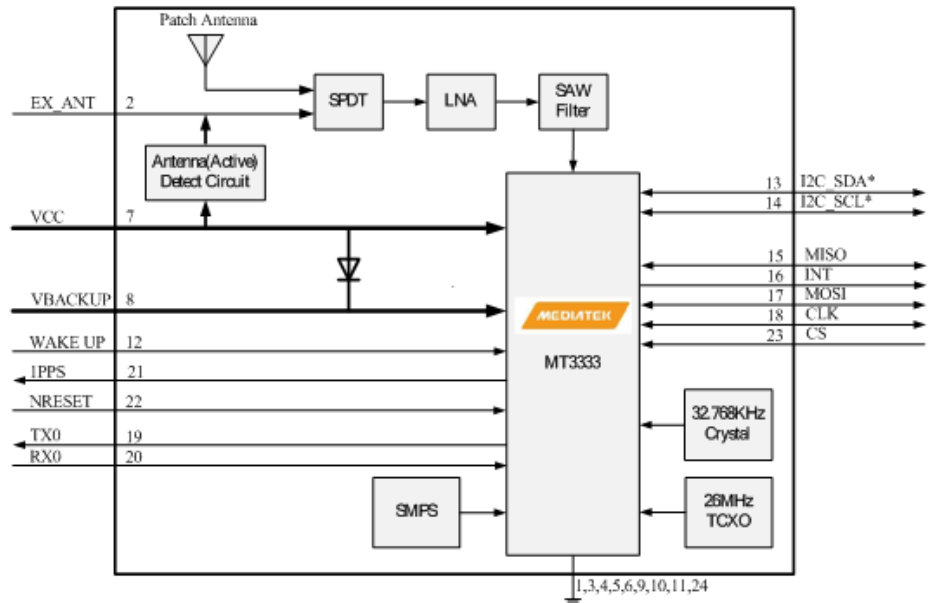 Patch Antenna
EX_ANT 2
SPDT
LNA
SAW
Filter
Antenna(Active)
Detect Circuit
13 I2C_SDA*
14 I2C_SCL*
VCC 7
15 MISO
16 INT
17 MOSI
18 CLK
23 CS
VBACKUP 8
MEDIATEK
MT3333
WAKE UP 12
1PPS 21
NRESET 22
TX0 19
RX0 20
32.768KHz
Crystal
SMPS
26MHz
TCXO
1,3,4,5,6,9,10,11,24